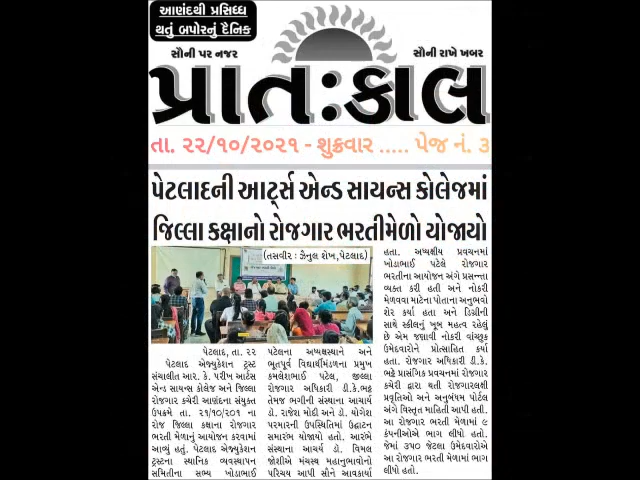 આણંદથી પ્રસિધ્ધ
થતું બપોરનું દૈનિક
સૌની પર નજર
સૌની રાખે ખબર
પ્રાતઃકાલ
તા. ૨૨/૧૦/૨૦૨૧ - શુક્રવાર ..... પેજ નં. ૩
પેટલાદની આર્ટ્સ એન્ડ સાયન્સ કોલેજમાં
જિલ્લા કક્ષાનો રોજગાર ભરતીમેળો યોજાયો
(તસવીર : ઝૈનુલ શેખ,પેટલાદ)
પેટલાદ, તા. ૨૨
પેટલાદ એજ્યુકેશન ટ્રસ્ટ
સંચાલીત આર. કે. પરીખ આર્ટસ
એન્ડ સાયન્સ કોલેજ અને જિલ્લા
રોજગાર કચેરી આણંદના સંયુક્ત
ઉપક્રમે તા. ૨૧/૧૦/૨૦૧ ના
રોજ જિલ્લા કક્ષાના રોજગાર
ભરતી મેળાનું આયોજન કરવામાં
આવ્યું હતું. પેટલાદ એજ્યુકેશન
ટ્રસ્ટના સ્થાનિક વ્યવસ્થાપન
સમિતીના સભ્ય ખોડાભાઈ
પટેલના અધ્યક્ષસ્થાને અને
ભૂતપૂર્વ વિદ્યાર્થીમંડળના પ્રમુખ
કમલેશભાઈ પટેલ, જીલ્લા
રોજગાર અધિકારી ડી.કે.ભટ્ટ
તેમજ ભગીની સંસ્થાના આચાર્ય
ડો. રાજેશ મોદી અને ડો. યોગેશ
પરમારની ઉપસ્થિતિમાં ઉદ્ઘાટન
સમારંભ યોજાયો હતો. આરંભે
સંસ્થાના આચાર્ય ડો. વિમલ
જોશીએ મંચસ્થ મહાનુભાવોનો
પરિચય આપી સૌને આવકાર્યા
હતા. અધ્યક્ષીય પ્રવચનમાં
ખોડાભાઈ પટેલે રોજગાર
ભરતીના આયોજન અંગે પ્રસન્નતા
વ્યક્ત કરી હતી અને નોકરી
મેળવવા માટેના પોતાના અનુભવો
શેર કર્યા હતા અને ડિગ્રીની
સાથે સ્કીલનું ખૂબ મહત્વ રહેલું
છે એમ જણાવી નોકરી વાંચ્છુક
ઉમેદવારોને પ્રોત્સાહિત કર્યા
હતા. રોજગાર અધિકારી ડી.કે.
ભટ્ટે પ્રાસંગિક પ્રવચનમાં રોજગાર
કચેરી દ્વારા થતી રોજગારલક્ષી
પ્રવૃત્તિઓ અને અનુબંધમ પોર્ટલ
અંગે વિસ્તૃત માહિતી આપી હતી.
આ રોજગાર ભરતી મેળામાં ૯
કંપનીઓએ ભાગ લીધો હતો.
જેમાં ૩૫૦ જેટલા ઉમેદવારોએ
આ રોજગાર ભરતી મેળામાં ભાગ
લીધો હતો.